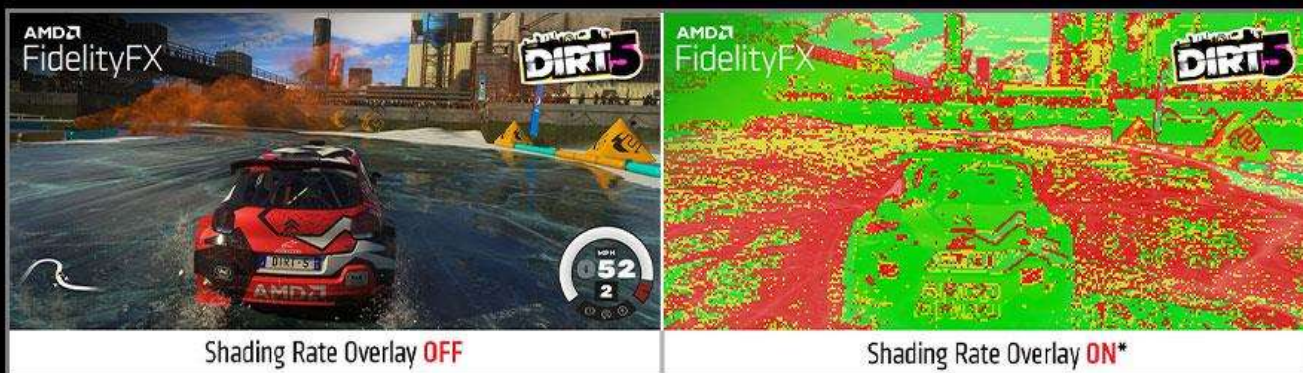 AMD
FidelityFX
DIRT 5
MPH
052
2
DIRT-5
AMD
Shading Rate Overlay OFF
AMD
FidelityFX
DIRT 5
AMD
Shading Rate Overlay ON*